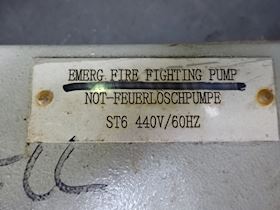 EMERG FIRE FIGHTING PUMP
NOT-FEUERLOSCHPUMPE
ST6 440V/60HZ